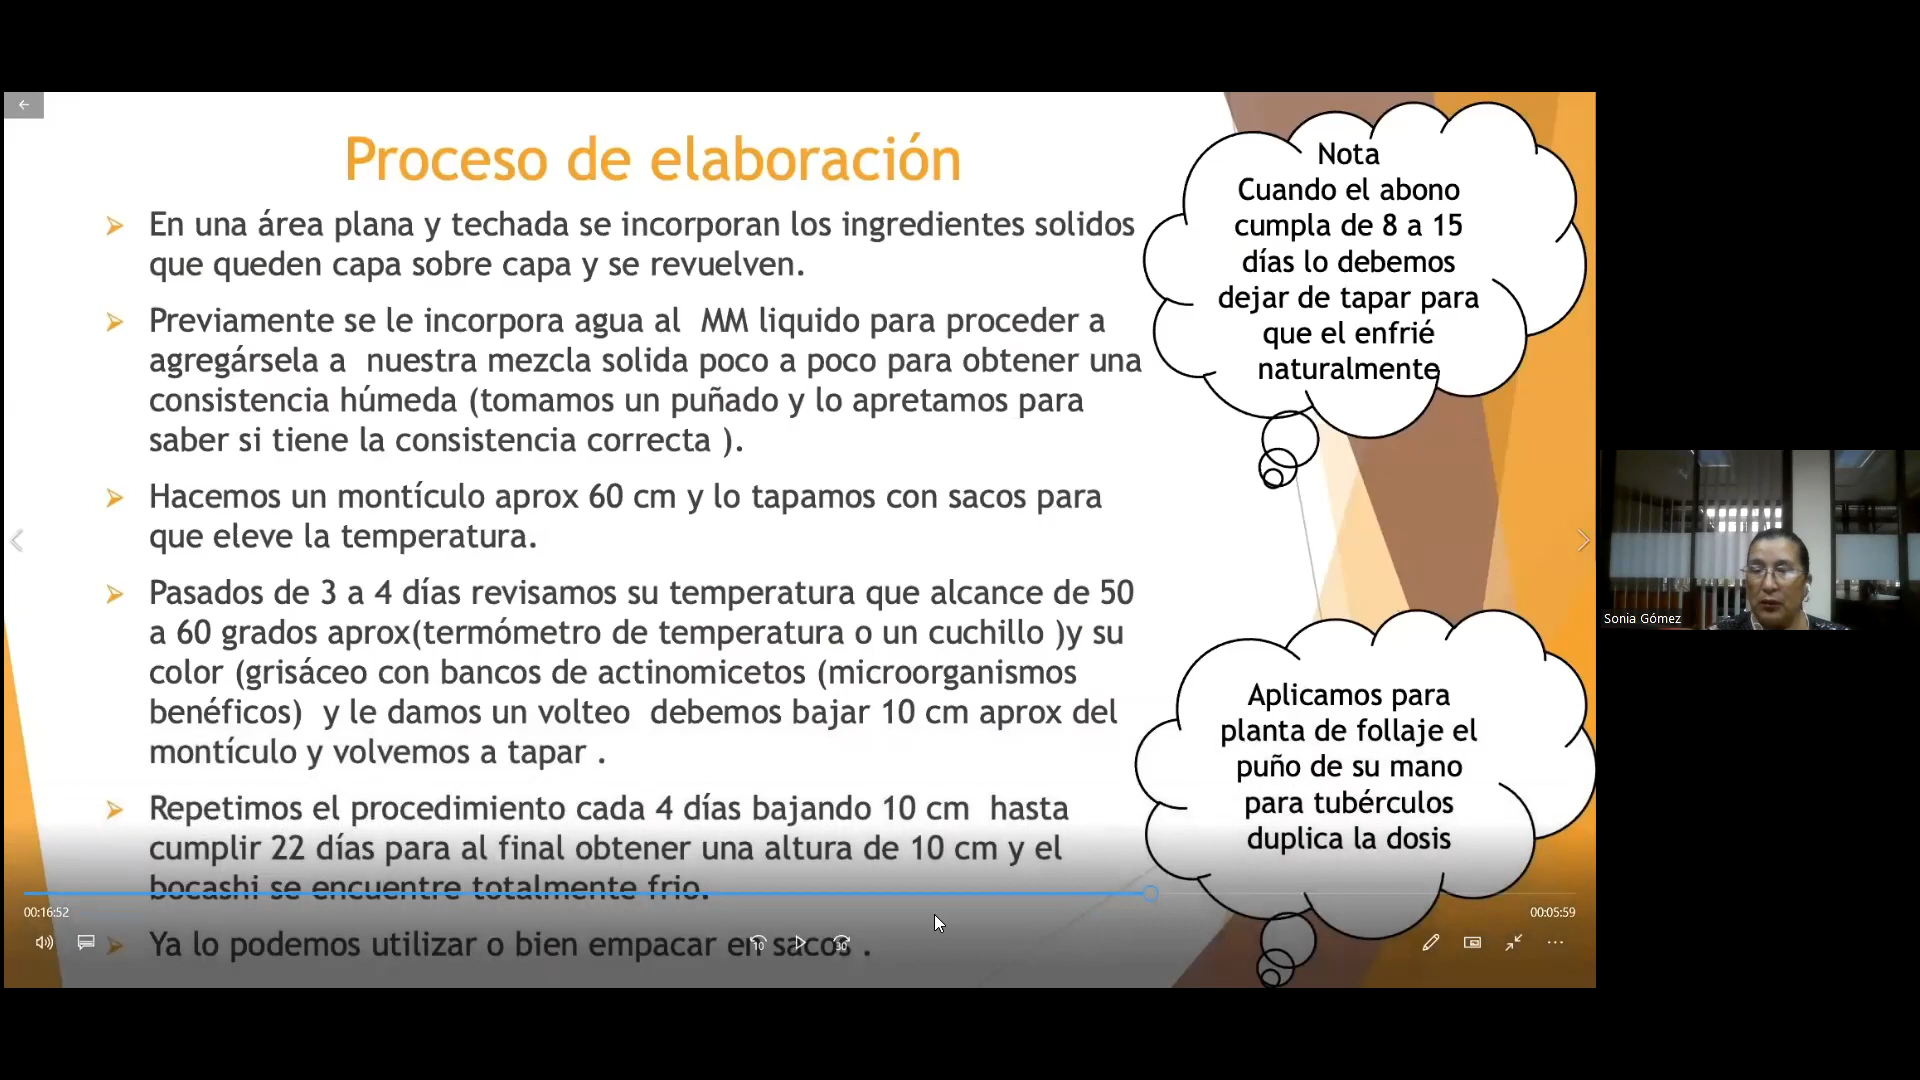 Proceso de elaboración
En una área plana y techada se incorporan los ingredientes solidos
que queden capa sobre capa y se revuelven.
Previamente se le incorpora agua al MM liquido para proceder a
agregársela a nuestra mezcla solida poco a poco para obtener una
consistencia húmeda (tomamos un puñado y lo apretamos para
saber si tiene la consistencia correcta ).
Hacemos un montículo aprox 60 cm y lo tapamos con sacos para
que eleve la temperatura.
Pasados de 3 a 4 días revisamos su temperatura que alcance de 50
a 60 grados aprox(termómetro de temperatura o un cuchillo )y su
color (grisáceo con bancos de actinomicetos (microorganismos
benéficos) y le damos un volteo debemos bajar 10 cm aprox del
montículo y volvemos a tapar .
Repetimos el procedimiento cada 4 días bajando 10 cm hasta
cumplir 22 días para al final obtener una altura de 10 cm y el
bocashi se encuentre totalmente frio.
Ya lo podemos utilizar o bien empacar en sacos .
Nota
Cuando el abono
cumpla de 8 a 15
días lo debemos
dejar de tapar para
que el enfrié
naturalmente
Aplicamos para
planta de follaje el
puño de su mano
para tubérculos
duplica la dosis
00:16:52
00:05:59
10
30
Sonia Gómez